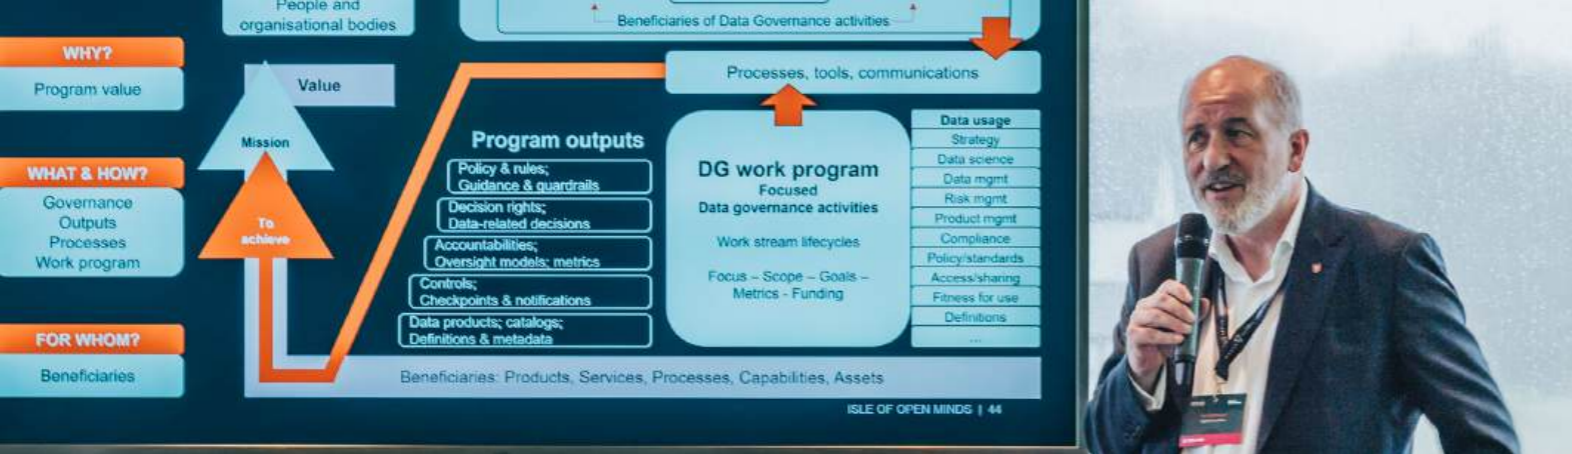 People and
organisational bodies
WHY?
Program value
WHAT & HOW?
Governance
Outputs
Processes
Work program
FOR WHOM?
Beneficiaries
Value
Mission
To
achieve
Beneficiaries of Data Governance activities
Processes, tools, communications
Program outputs
Policy & rules;
Guidance & guardrails
Decision rights;
Data-related decisions
Accountabilities;
Oversight models; metrics
Controls;
Checkpoints & notifications
Data products; catalogs;
Definitions & metadata
DG work program
Focused
Data governance activities
Work stream lifecycles
Focus – Scope – Goals –
Metrics - Funding
Data usage
Strategy
Data science
Data mgmt
Risk mgmt
Product mgmt
Compliance
Policy/standards
Access/sharing
Fitness for use
Definitions
...
Beneficiaries: Products, Services, Processes, Capabilities, Assets
ISLE OF OPEN MINDS | 44